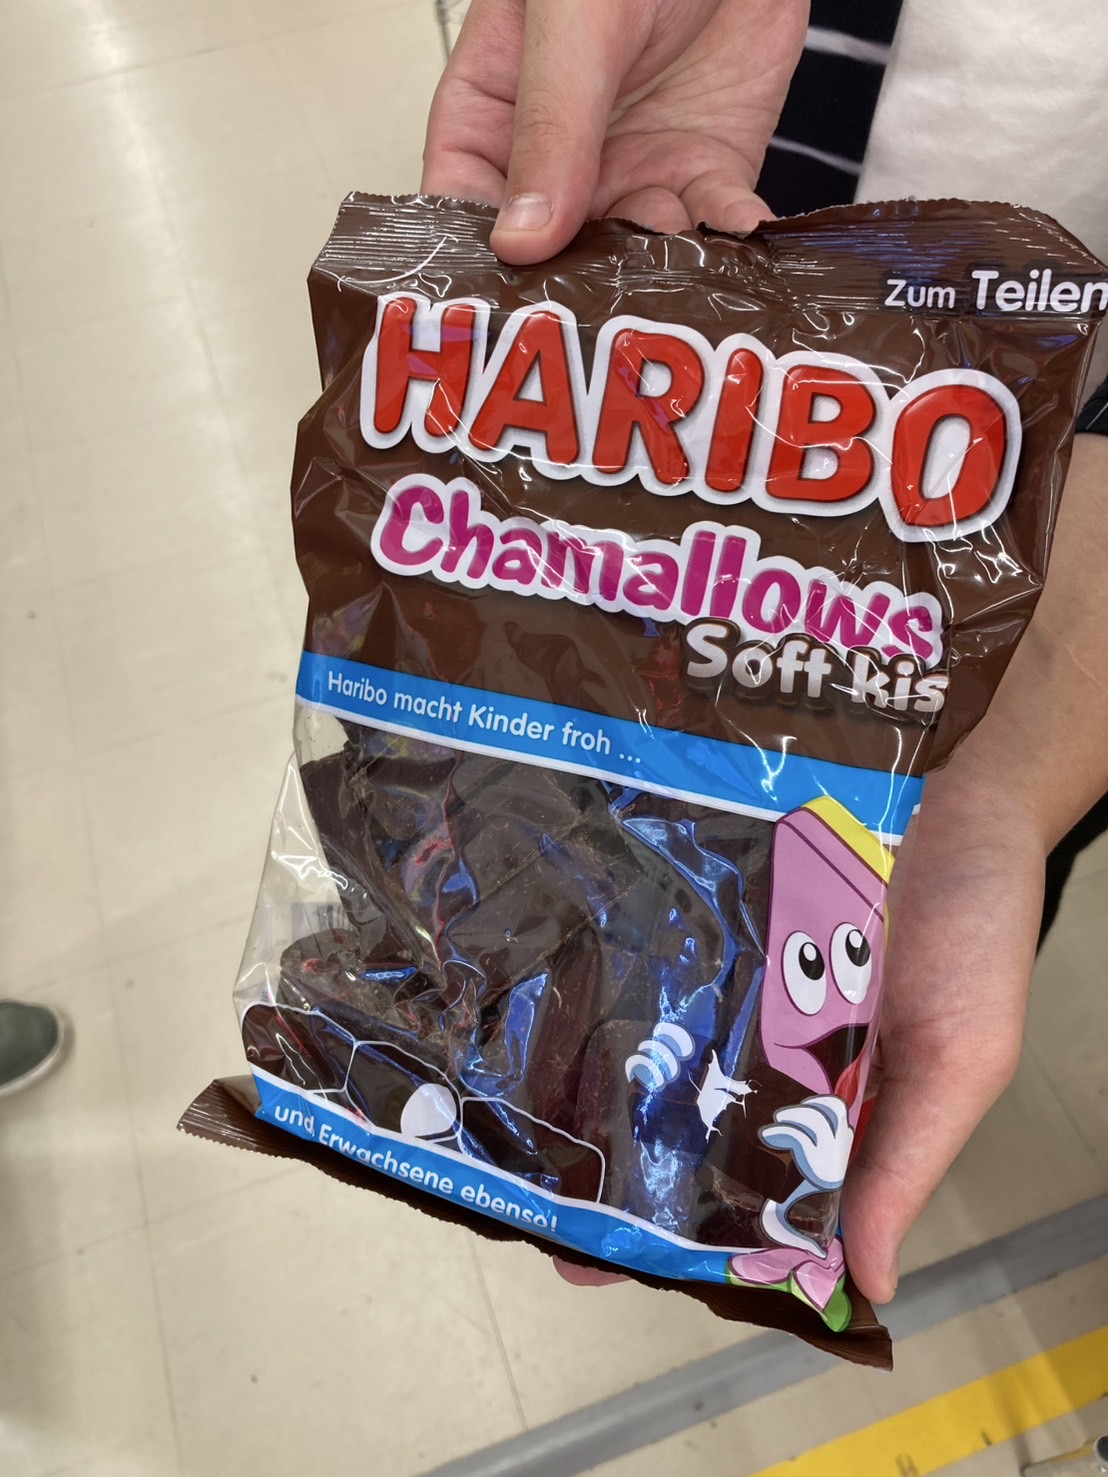 Zum Teilen
HARIBO
Chamallows
Soft kis
Haribo macht Kinder froh ...
und Erwachsene ebenso!